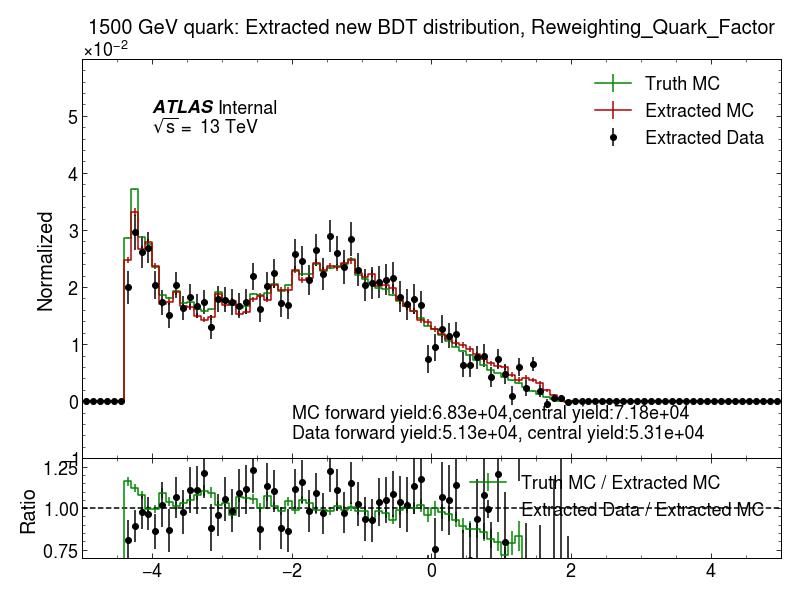 1500 GeV quark: Extracted new BDT distribution, Reweighting_Quark_Factor
×10⁻²
ATLAS Internal
√s = 13 TeV
Truth MC
Extracted MC
Extracted Data
Normalized
5
4
3
2
1
0
1
MC forward yield:6.83e+04,central yield:7.18e+04
Data forward yield:5.13e+04, central yield:5.31e+04
Ratio
1.25
1.00
0.75
Truth MC / Extracted MC
Extracted Data / Extracted MC
−4
−2
0
2
4